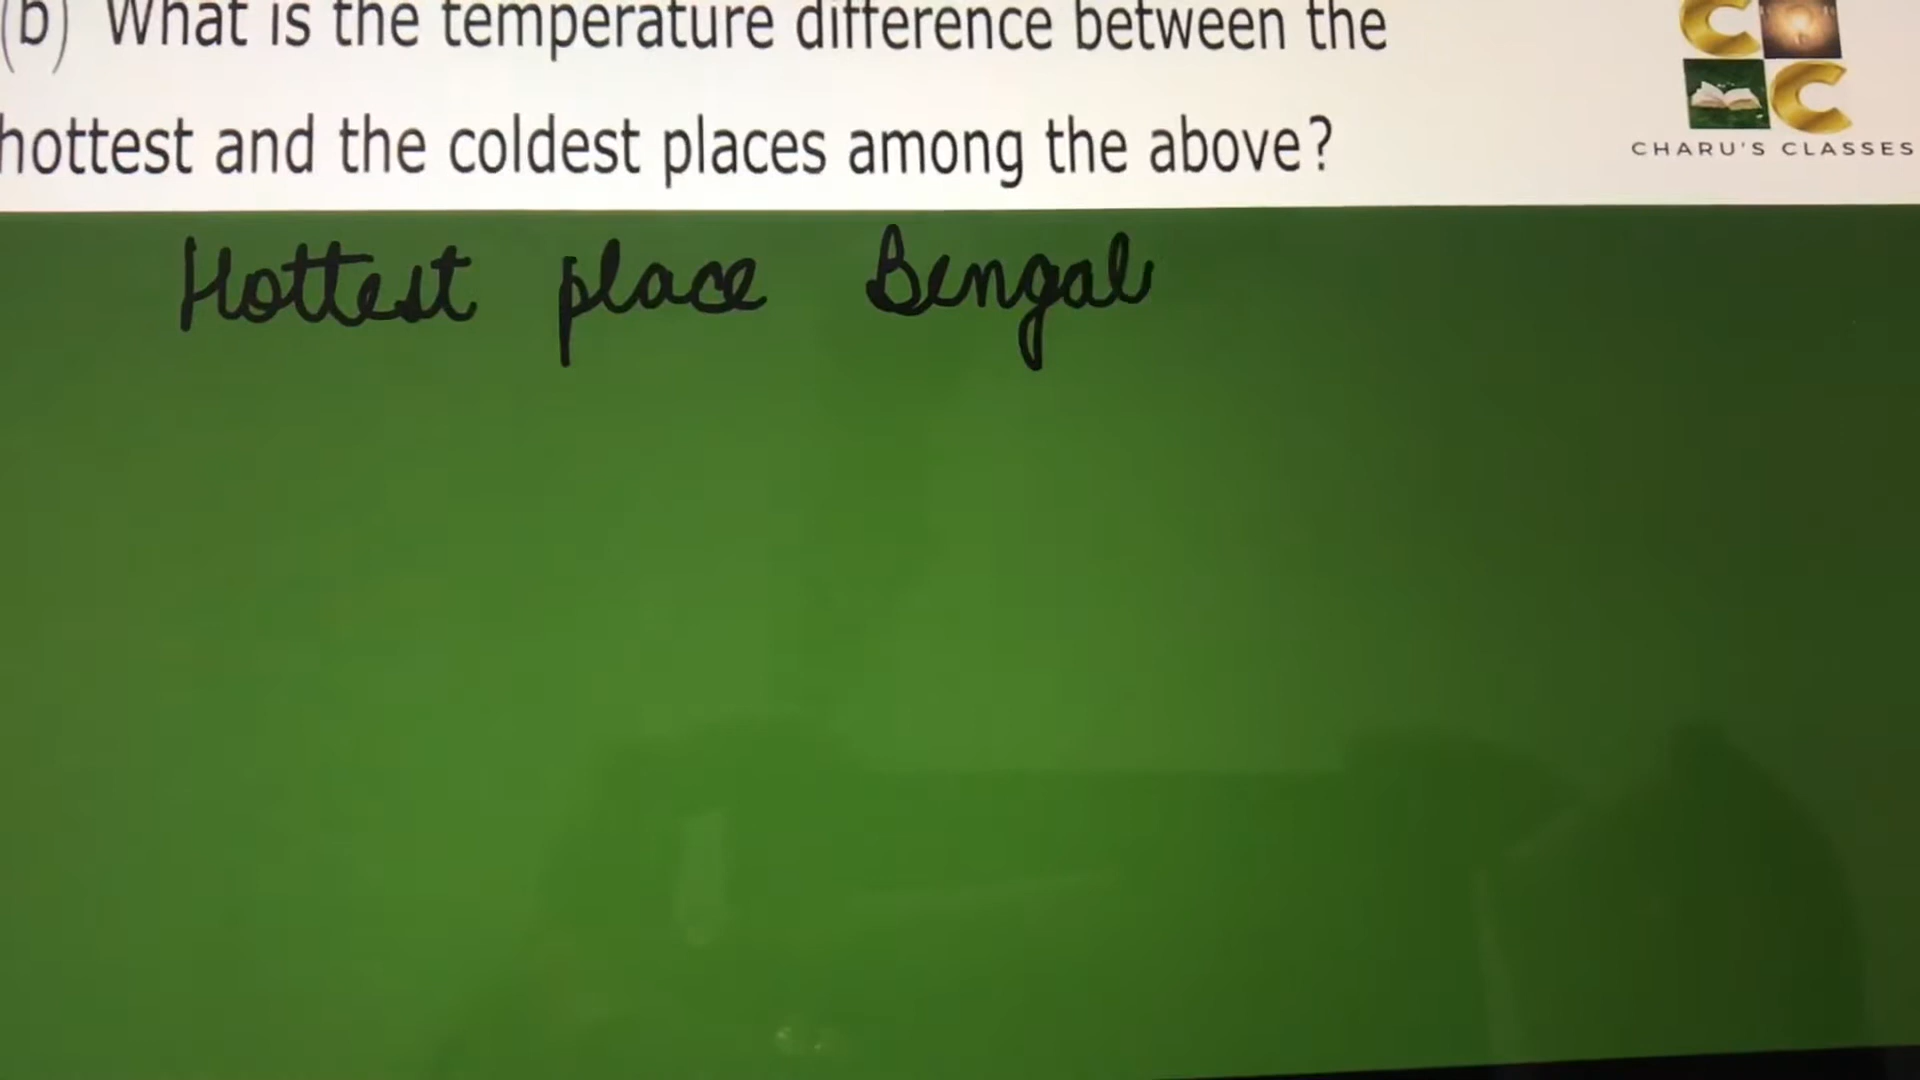 (b) What is the temperature difference between the
hottest and the coldest places among the above?
CHARU'S CLASSES
Hottest place Bengal